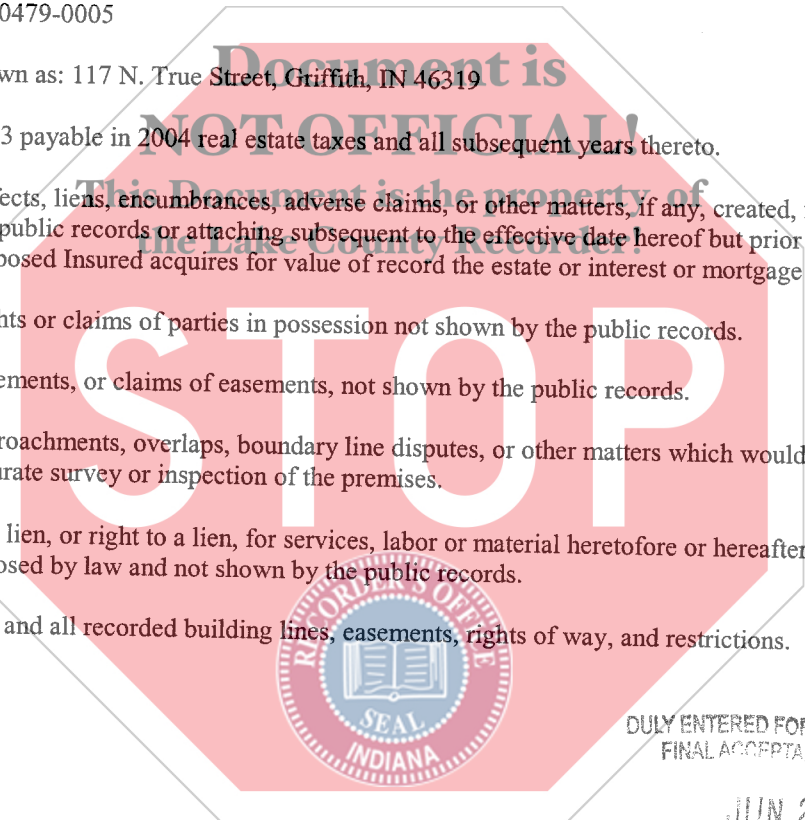 0479-0005
Document is
wn as: 117 N. True Street, Griffith, IN 46319
NOT OFFICIAL!
3 payable in 2004 real estate taxes and all subsequent years thereto.
This Document is the property of
the Lake County Recorder!
fects, liens, encumbrances, adverse claims, or other matters, if any, created,
public records or attaching subsequent to the effective date hereof but prior
posed Insured acquires for value of record the estate or interest or mortgage
STOP
hts or claims of parties in possession not shown by the public records.
ements, or claims of easements, not shown by the public records.
roachments, overlaps, boundary line disputes, or other matters which would
urate survey or inspection of the premises.
lien, or right to a lien, for services, labor or material heretofore or hereafter
osed by law and not shown by the public records.
and all recorded building lines, easements, rights of way, and restrictions.
RECORDER'S OFFICE
SEAL
INDIANA
DULY ENTERED FOR
FINAL ACCEPTA
JUN 2